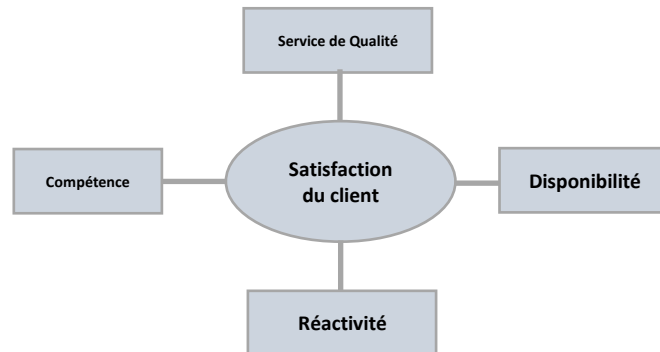 Service de Qualité
Compétence
Satisfaction
du client
Disponibilité
Réactivité